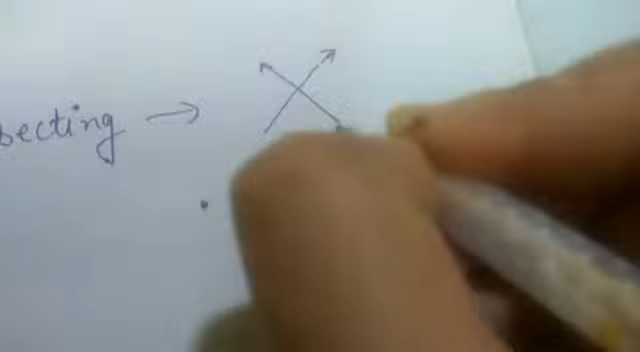 secting →